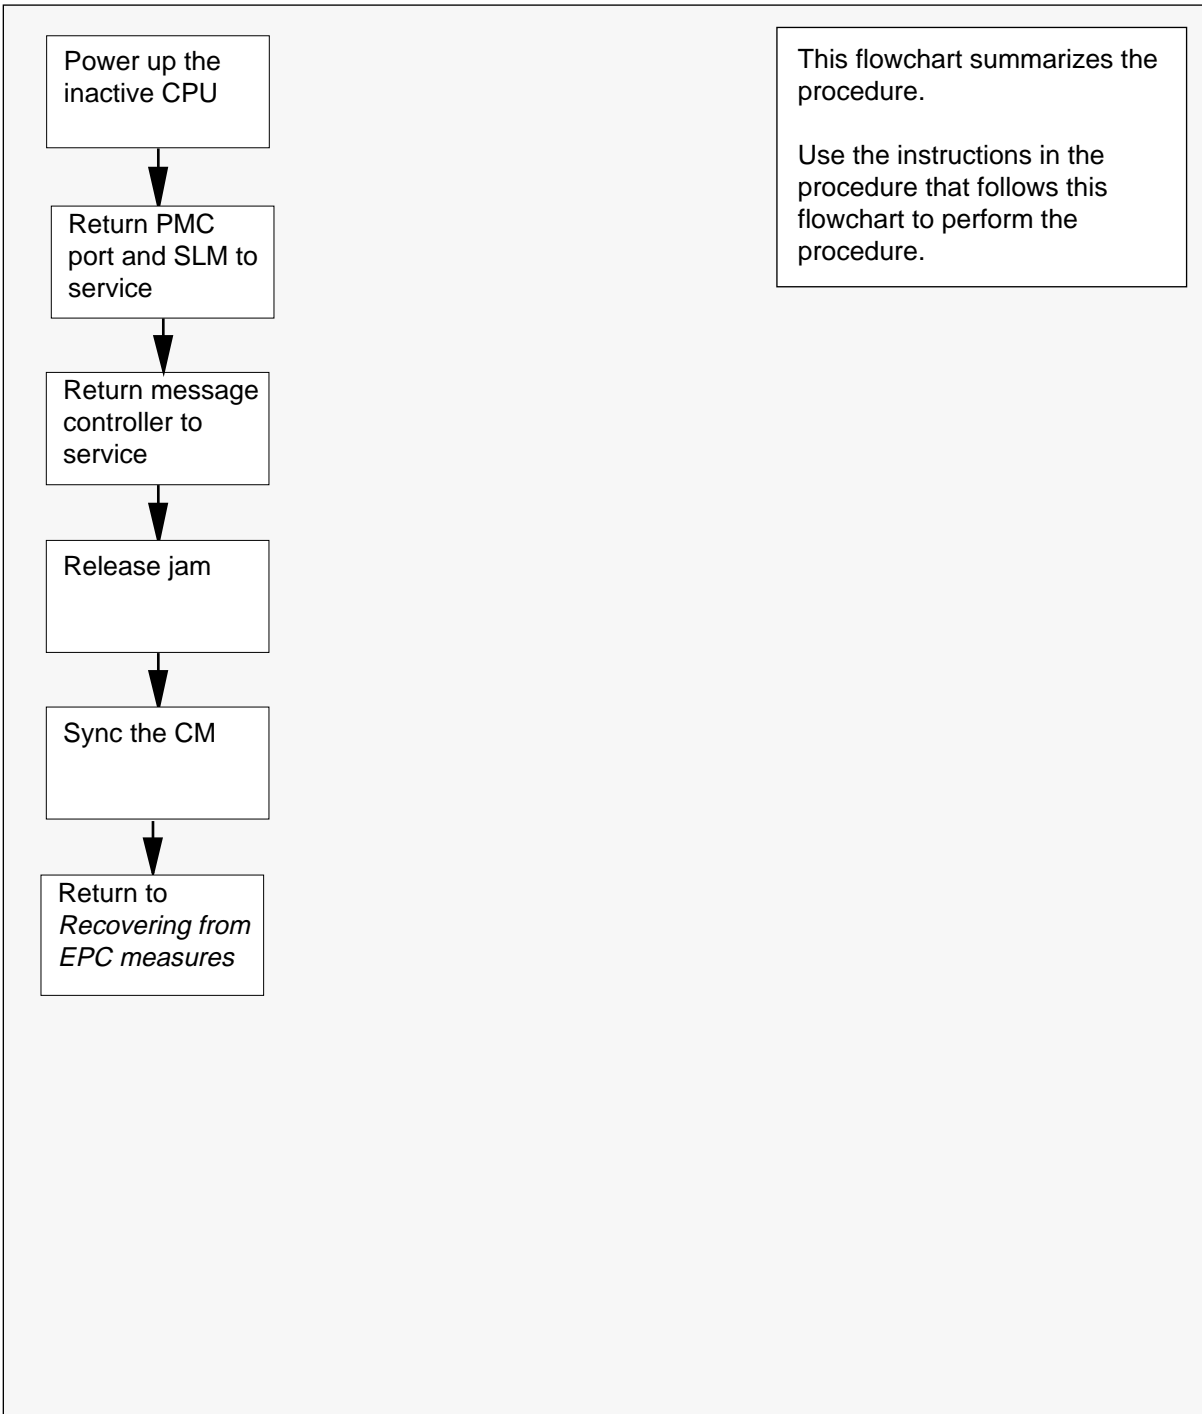 Power up the
inactive CPU
Return PMC
port and SLM to
service
Return message
controller to
service
Release jam
Sync the CM
Return to
Recovering from
EPC measures
This flowchart summarizes the
procedure.
Use the instructions in the
procedure that follows this
flowchart to perform the
procedure.